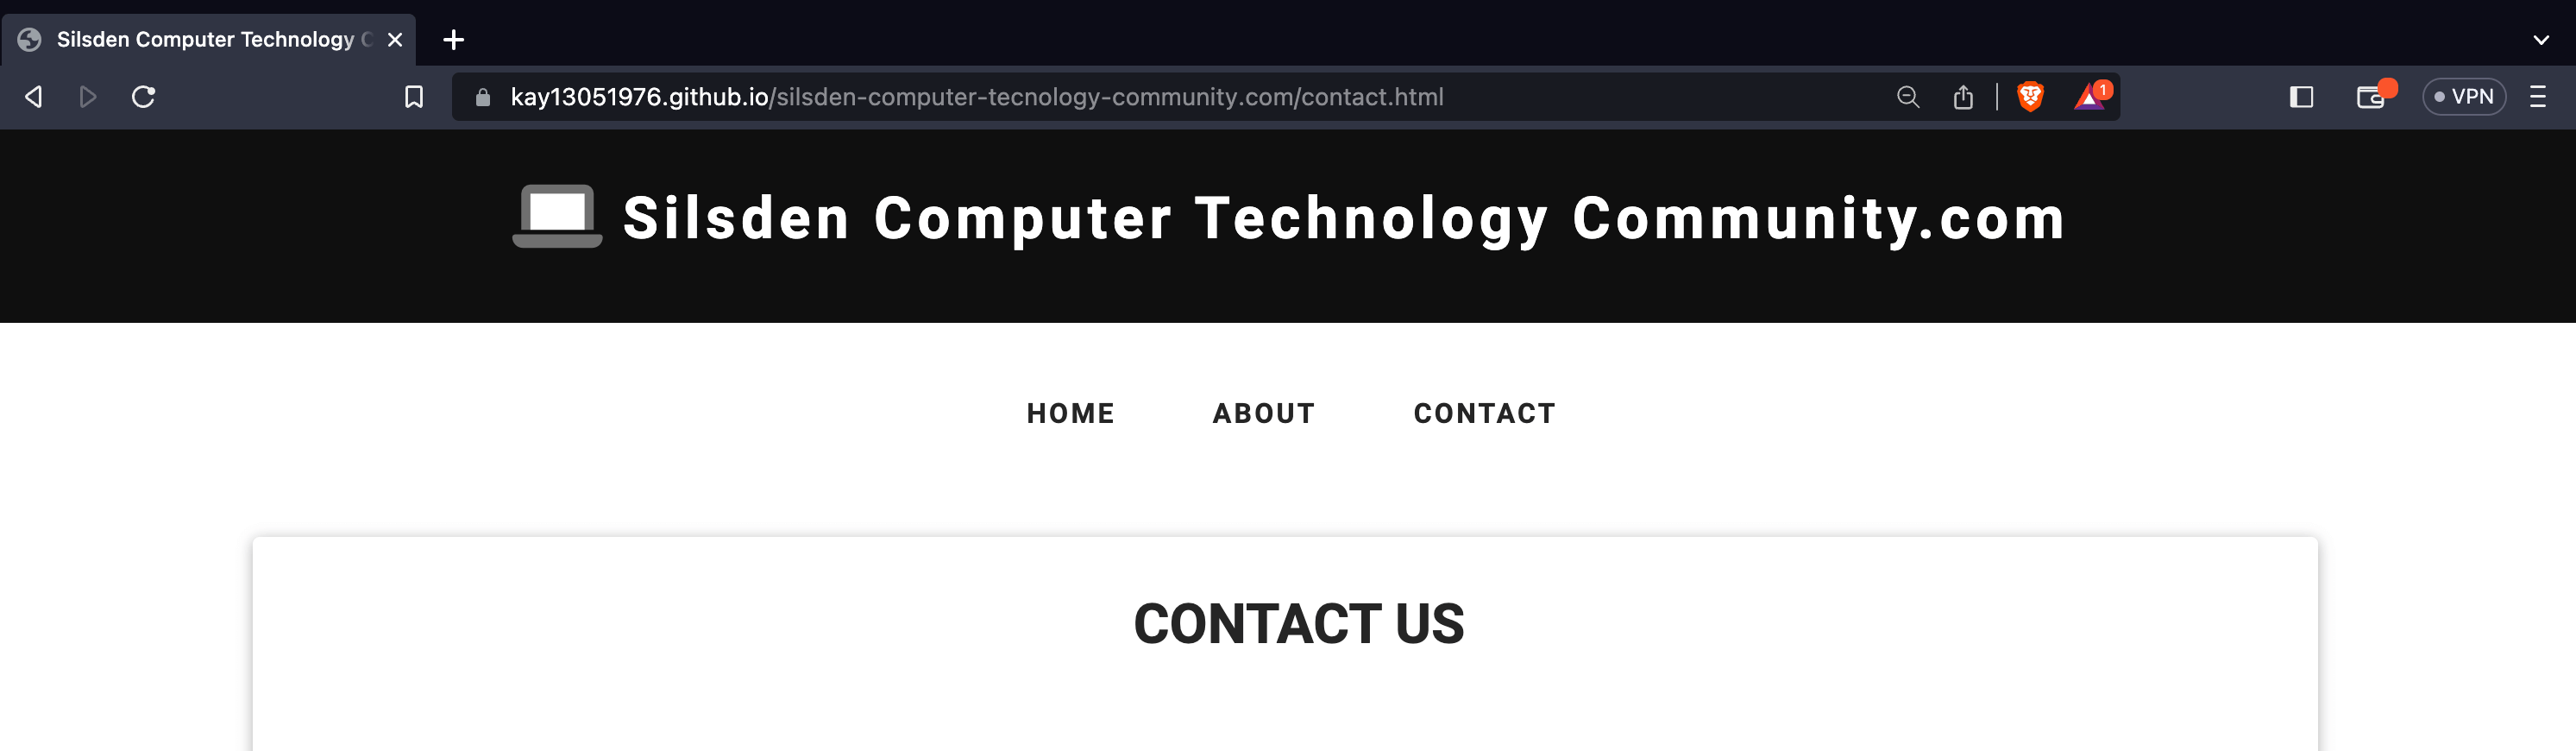 Silsden Computer Technology C
kay13051976.github.io/silsden-computer-tecnology-community.com/contact.html
1
VPN
Silsden Computer Technology Community.com
HOME ABOUT CONTACT
CONTACT US